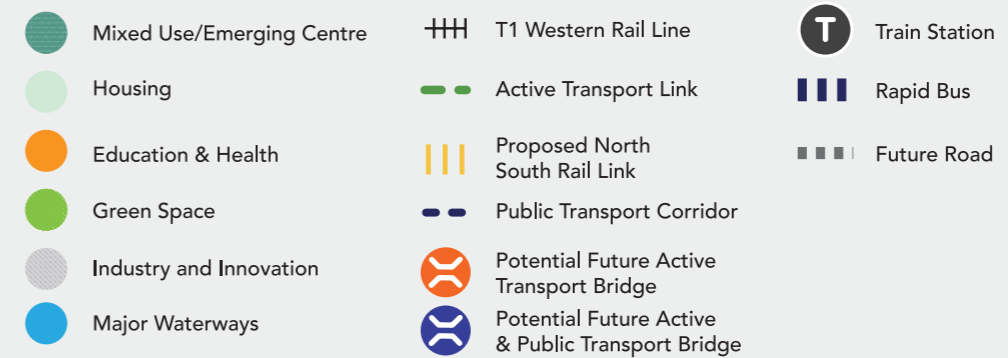 Mixed Use/Emerging Centre
Housing
Education & Health
Green Space
Industry and Innovation
Major Waterways
T1 Western Rail Line
Active Transport Link
Proposed North
South Rail Link
Public Transport Corridor
Potential Future Active
Transport Bridge
Potential Future Active
& Public Transport Bridge
T
Train Station
Rapid Bus
Future Road